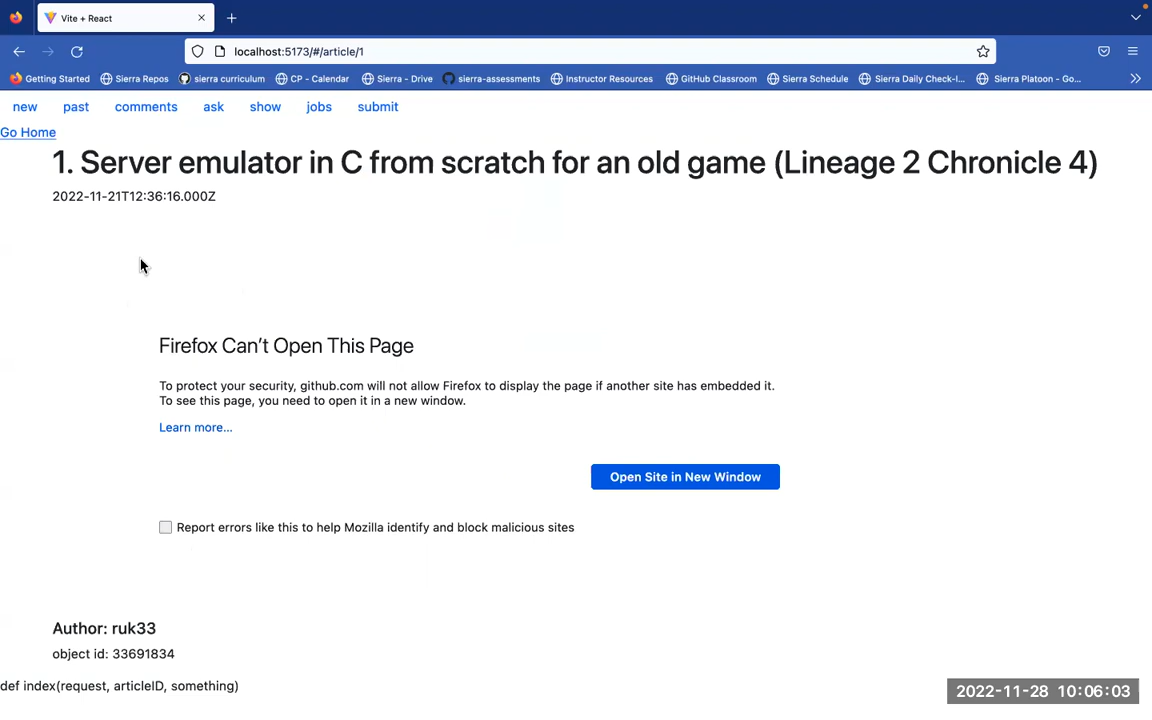 Vite + React
localhost:5173/#/article/1
Getting Started Sierra Repos sierra curriculum CP - Calendar Sierra - Drive sierra-assessments Instructor Resources GitHub Classroom Sierra Schedule Sierra Daily Check-I... Sierra Platoon - Go...
new past comments ask show jobs submit
Go Home
1. Server emulator in C from scratch for an old game (Lineage 2 Chronicle 4)
2022-11-21T12:36:16.000Z
Firefox Can't Open This Page
To protect your security, github.com will not allow Firefox to display the page if another site has embedded it.
To see this page, you need to open it in a new window.
Learn more...
Open Site in New Window
Report errors like this to help Mozilla identify and block malicious sites
Author: ruk33
object id: 33691834
def index(request, articleID, something)
2022-11-28 10:06:03